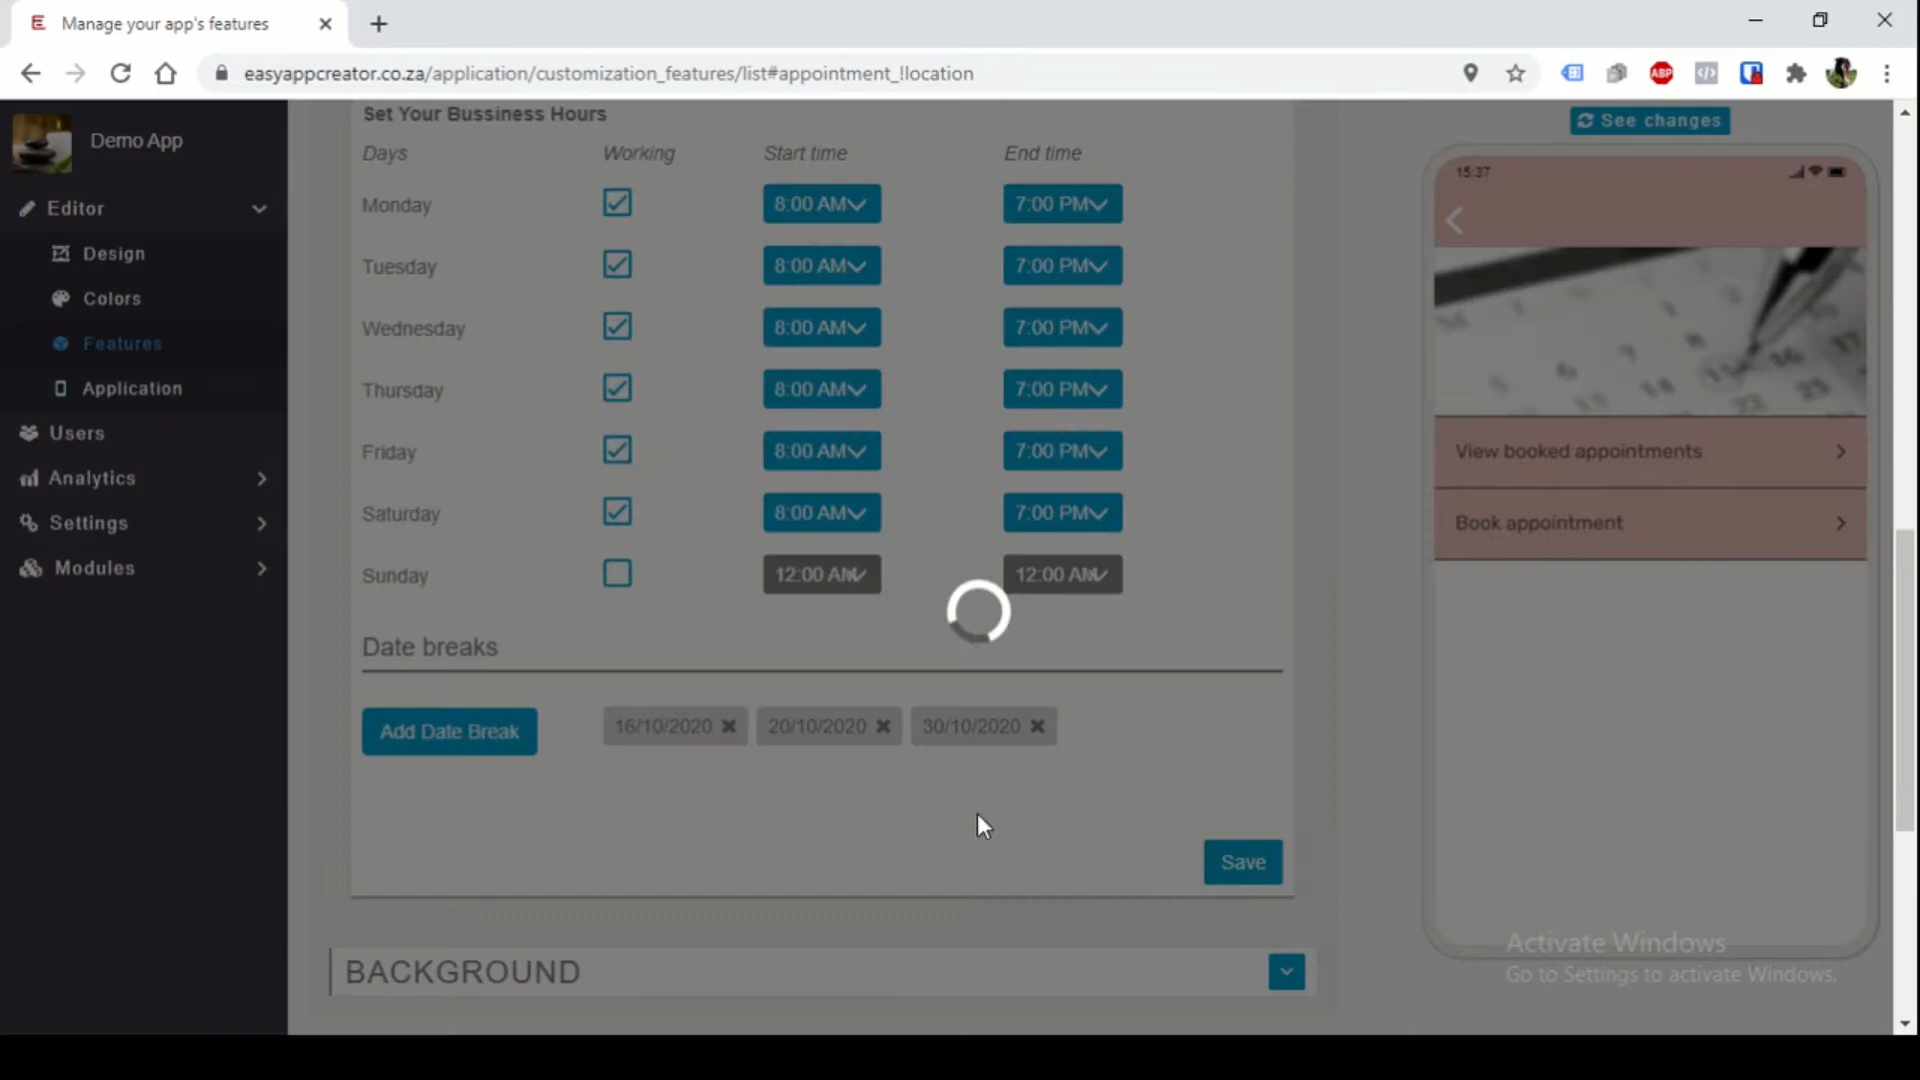 Manage your app's features
easyappcreator.co.za/application/customization_features/list#appointment_!location
ABP
Demo App
Editor
Design
Colors
Features
Application
Users
Analytics
Settings
Modules
Set Your Bussiness Hours
Days Working Start time End time
Monday 8:00 AM 7:00 PM
Tuesday 8:00 AM 7:00 PM
Wednesday 8:00 AM 7:00 PM
Thursday 8:00 AM 7:00 PM
Friday 8:00 AM 7:00 PM
Saturday 8:00 AM 7:00 PM
Sunday 12:00 AM 12:00 AM
Date breaks
Add Date Break 16/10/2020 20/10/2020 30/10/2020
Save
BACKGROUND
See changes
15:37
View booked appointments
Book appointment
Activate Windows
Go to Settings to activate Windows.